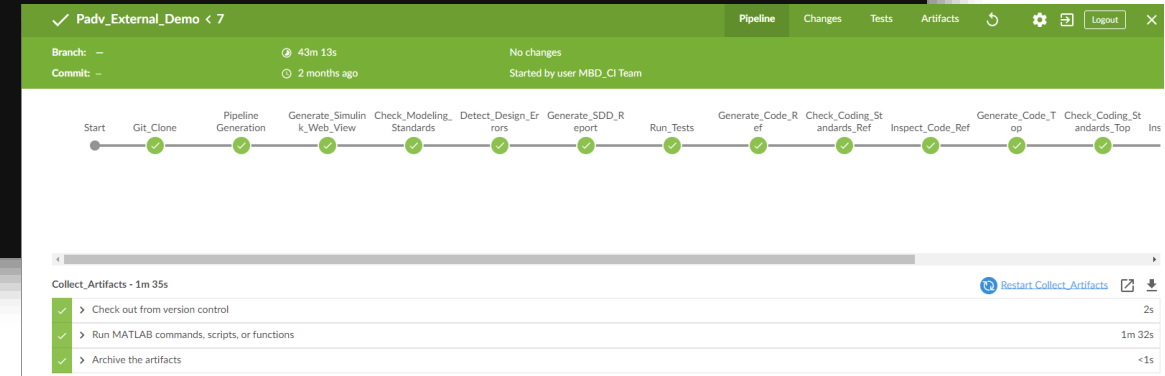 Padv_External_Demo < 7
Pipeline
Changes
Tests
Artifacts
Logout
Branch: —
43m 13s
No changes
Commit: —
2 months ago
Started by user MBD_CI Team
Start
Git_Clone
Pipeline
Generation
Generate_Simulin
k_Web_View
Check_Modeling_
Standards
Detect_Design_Er
rors
Generate_SDD_R
eport
Run_Tests
Generate_Code_R
ef
Check_Coding_St
andards_Ref
Inspect_Code_Ref
Generate_Code_T
op
Check_Coding_St
andards_Top
Ins
Collect_Artifacts - 1m 35s
Restart Collect_Artifacts
Check out from version control
2s
Run MATLAB commands, scripts, or functions
1m 32s
Archive the artifacts
<1s